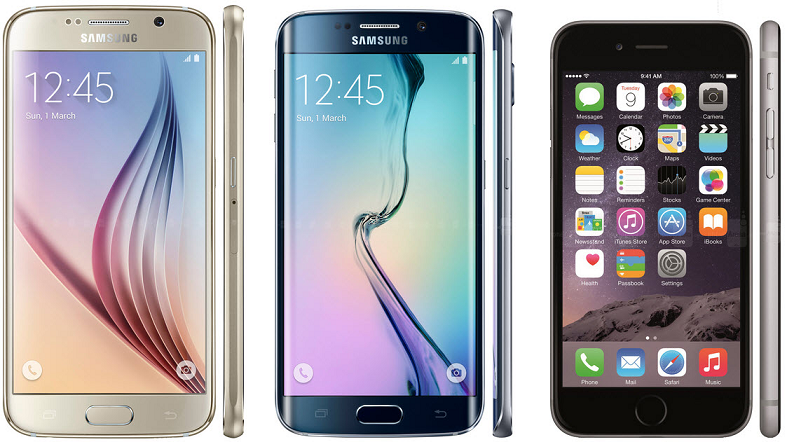 SAMSUNG
12:45
Sun, 1 March
SAMSUNG
12:45
Sun, 1 March
9:41 AM
100%
Tuesday
9
Messages
Calendar
Photos
Camera
Weather
Clock
Maps
Videos
Notes
Reminders
Stocks
Game Center
Newsstand
iTunes Store
App Store
iBooks
Health
Passbook
Settings
Phone
Mail
Safari
Music